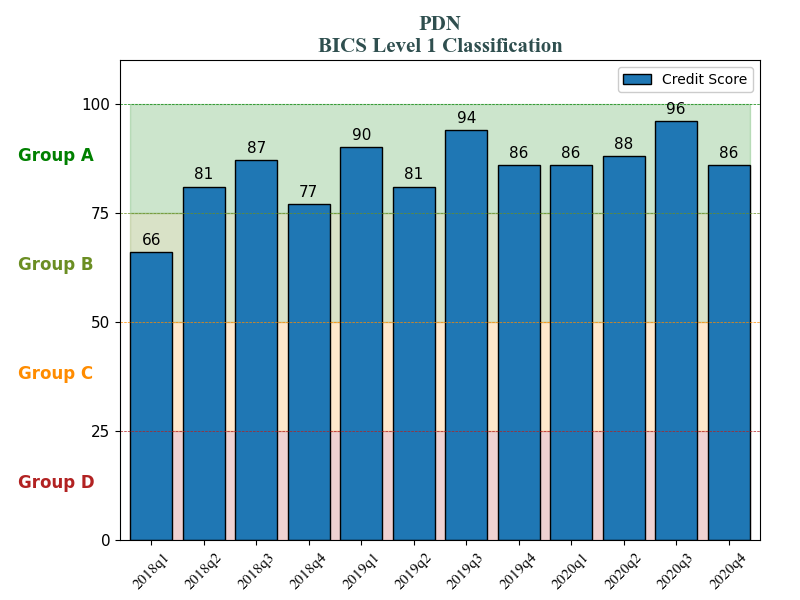 PDN
BICS Level 1 Classification
Credit Score
100
75
50
25
0
Group A
Group B
Group C
Group D
66
81
87
77
90
81
94
86
86
88
96
86
2018q1
2018q2
2018q3
2018q4
2019q1
2019q2
2019q3
2019q4
2020q1
2020q2
2020q3
2020q4